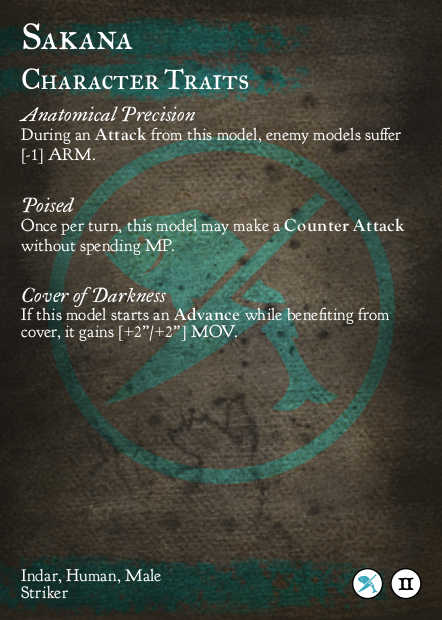 Sakana
Character Traits
Anatomical Precision
During an Attack from this model, enemy models suffer
[-1] ARM.
Poised
Once per turn, this model may make a Counter Attack
without spending MP.
Cover of Darkness
If this model starts an Advance while benefiting from
cover, it gains [+2"/+2"] MOV.
Indar, Human, Male
Striker
II